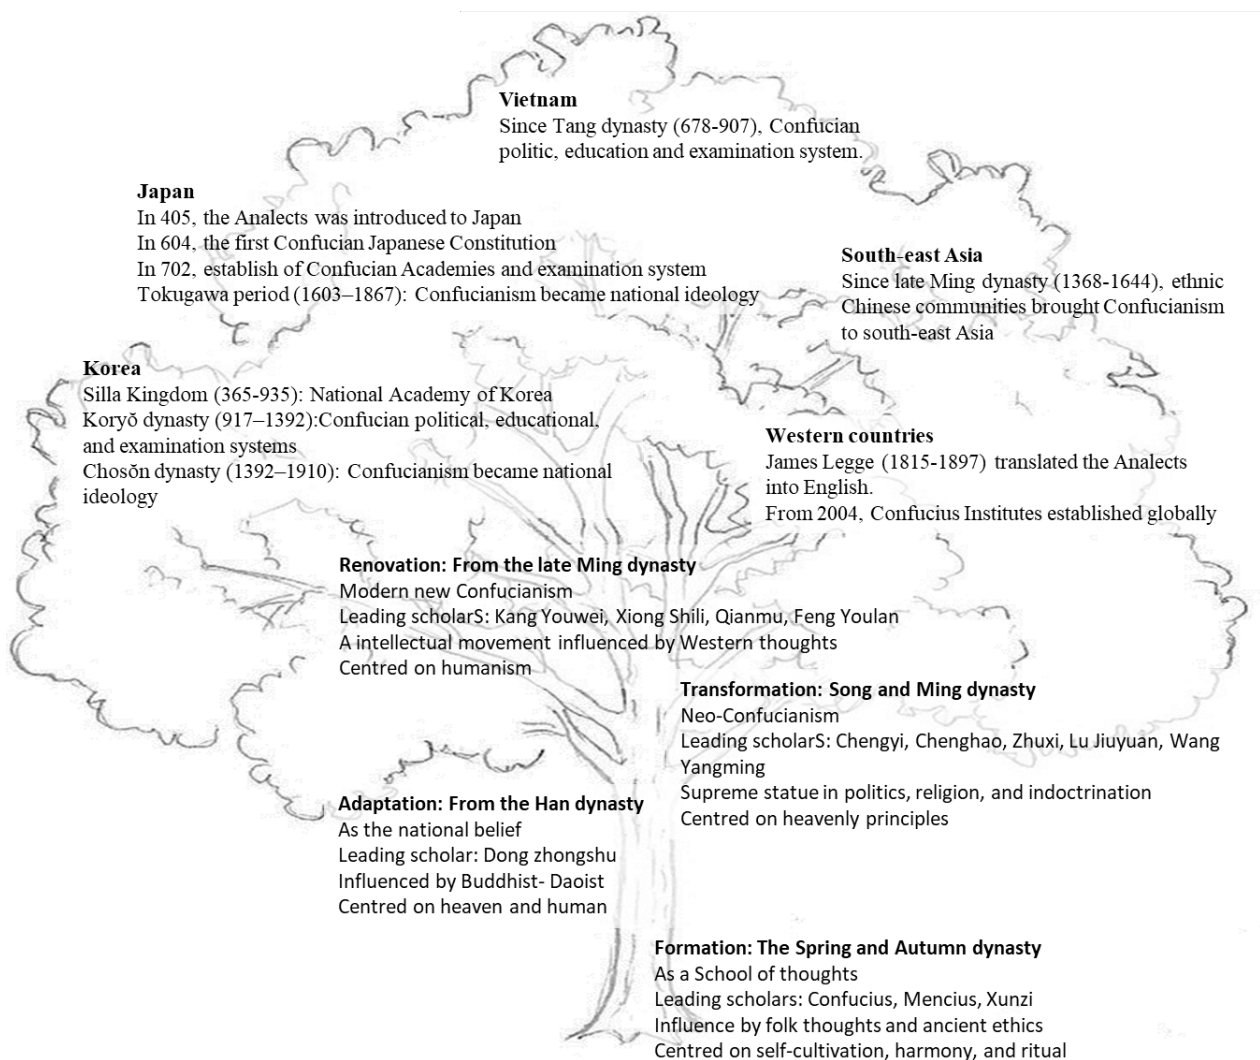 Vietnam
Since Tang dynasty (678-907), Confucian
politic, education and examination system.
Japan
In 405, the Analects was introduced to Japan
In 604, the first Confucian Japanese Constitution
In 702, establish of Confucian Academies and examination system
Tokugawa period (1603–1867): Confucianism became national ideology
South-east Asia
Since late Ming dynasty (1368-1644), ethnic
Chinese communities brought Confucianism
to south-east Asia
Korea
Silla Kingdom (365-935): National Academy of Korea
Koryŏ dynasty (917–1392):Confucian political, educational,
and examination systems
Chosŏn dynasty (1392–1910): Confucianism became national
ideology
Western countries
James Legge (1815-1897) translated the Analects
into English.
From 2004, Confucius Institutes established globally
Renovation: From the late Ming dynasty
Modern new Confucianism
Leading scholarS: Kang Youwei, Xiong Shili, Qianmu, Feng Youlan
A intellectual movement influenced by Western thoughts
Centred on humanism
Transformation: Song and Ming dynasty
Neo-Confucianism
Leading scholarS: Chengyi, Chenghao, Zhuxi, Lu Jiuyuan, Wang
Yangming
Supreme statue in politics, religion, and indoctrination
Centred on heavenly principles
Adaptation: From the Han dynasty
As the national belief
Leading scholar: Dong zhongshu
Influenced by Buddhist- Daoist
Centred on heaven and human
Formation: The Spring and Autumn dynasty
As a School of thoughts
Leading scholars: Confucius, Mencius, Xunzi
Influence by folk thoughts and ancient ethics
Centred on self-cultivation, harmony, and ritual